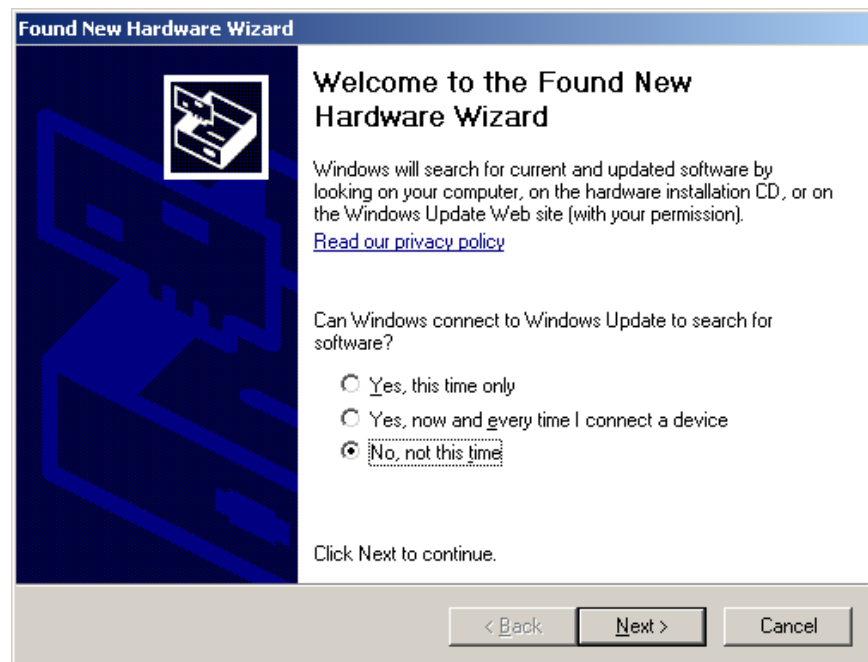 Found New Hardware Wizard
Welcome to the Found New
Hardware Wizard
Windows will search for current and updated software by
looking on your computer, on the hardware installation CD, or on
the Windows Update Web site (with your permission).
Read our privacy policy
Can Windows connect to Windows Update to search for
software?
Yes, this time only
Yes, now and every time I connect a device
No, not this time
Click Next to continue.
< Back
Next >
Cancel